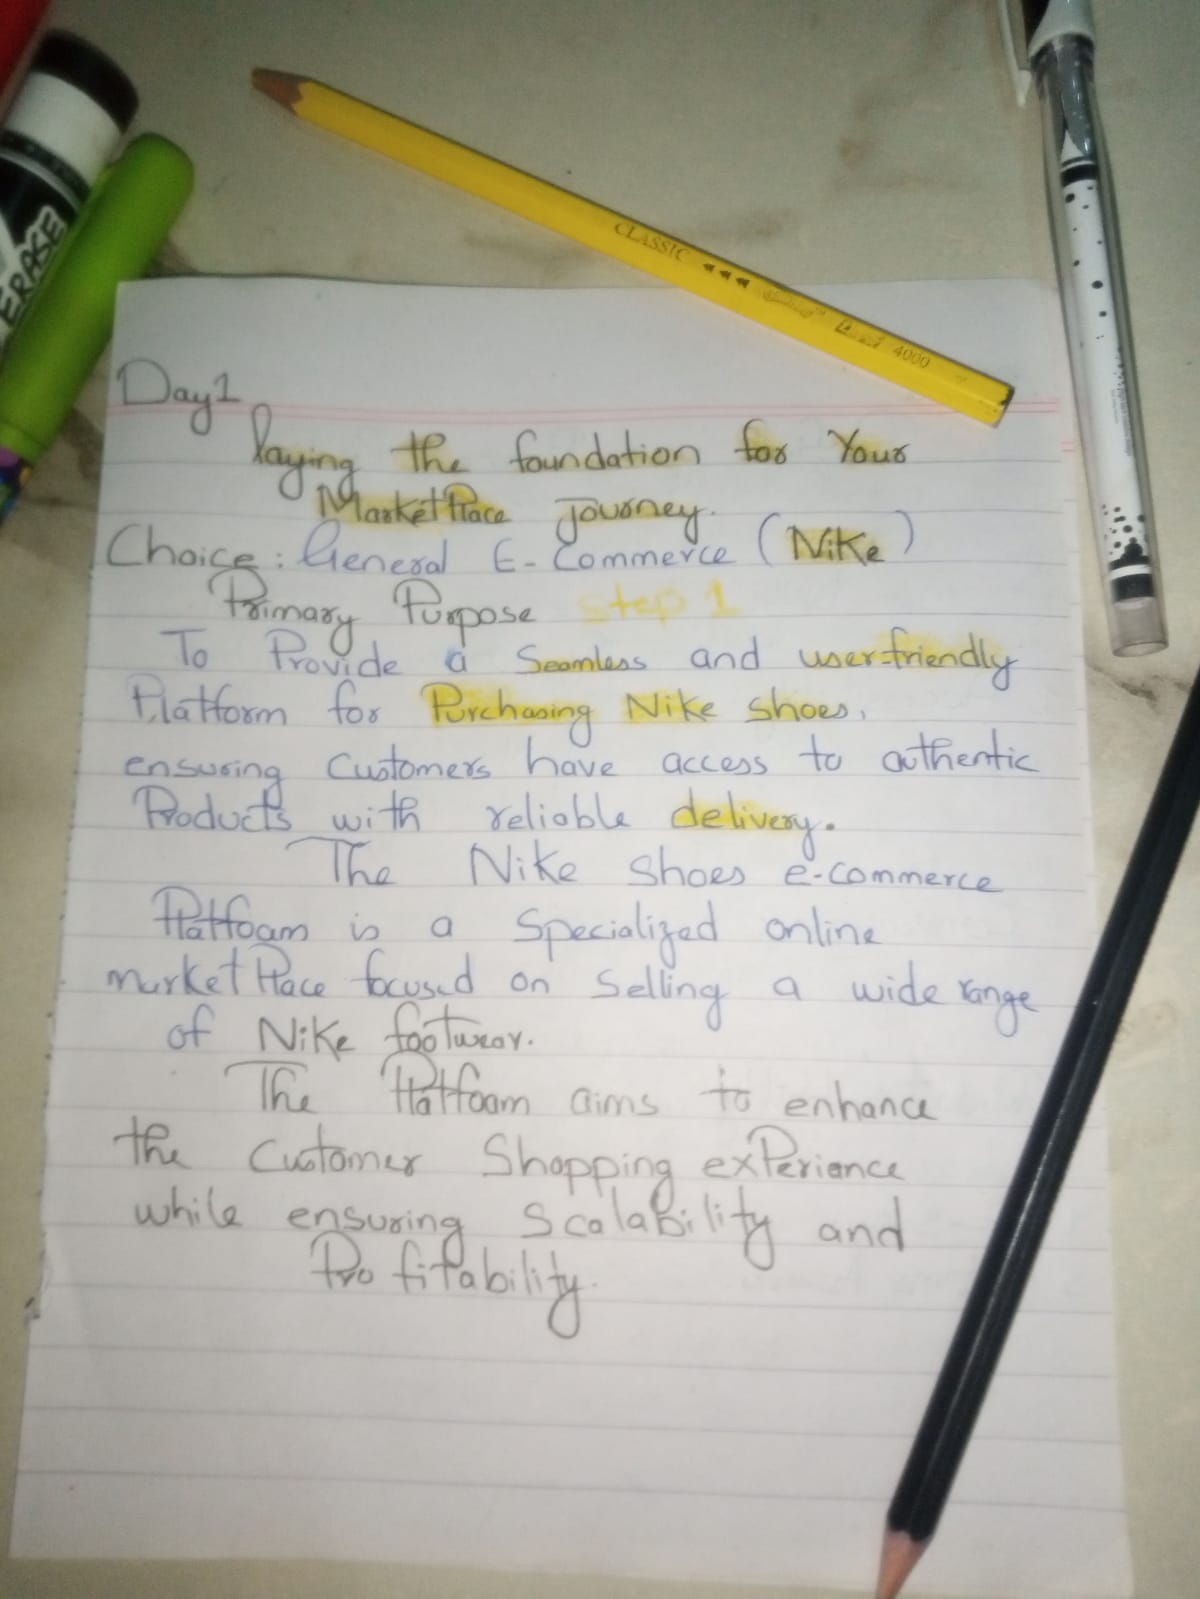 ERASE
CLASSIC
4000
Day 1
laying the foundation for Your
MarketPlace Journey.
Choice: General E-Commerce (Nike)
Primary Purpose step 1
To Provide a Seamless and user-friendly
Platform for Purchasing Nike shoes,
ensuring Customers have access to authentic
Products with reliable delivery.
The Nike shoes e-commerce
Platfoam is a Specialized online
market Place focused on Selling a wide range
of Nike footwear.
The Platfoam aims to enhance
the Customer Shopping exPeriance
while ensuring Scalability and
Profitability.